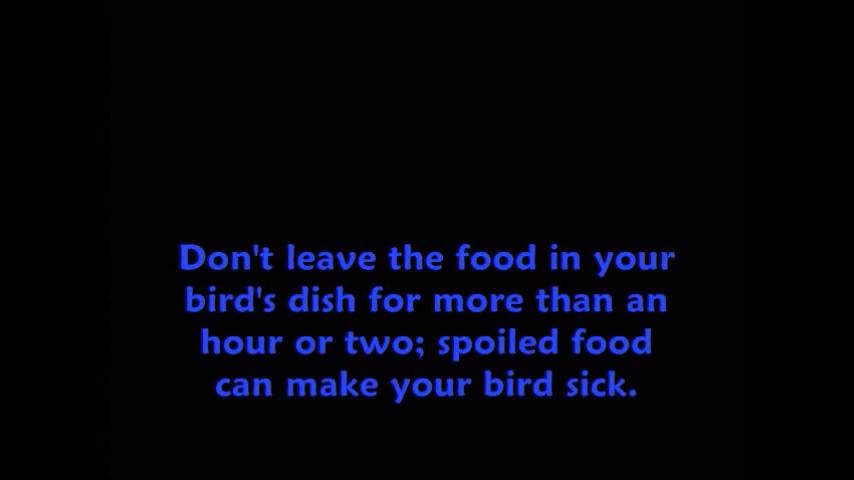 Don't leave the food in your
bird's dish for more than an
hour or two; spoiled food
can make your bird sick.